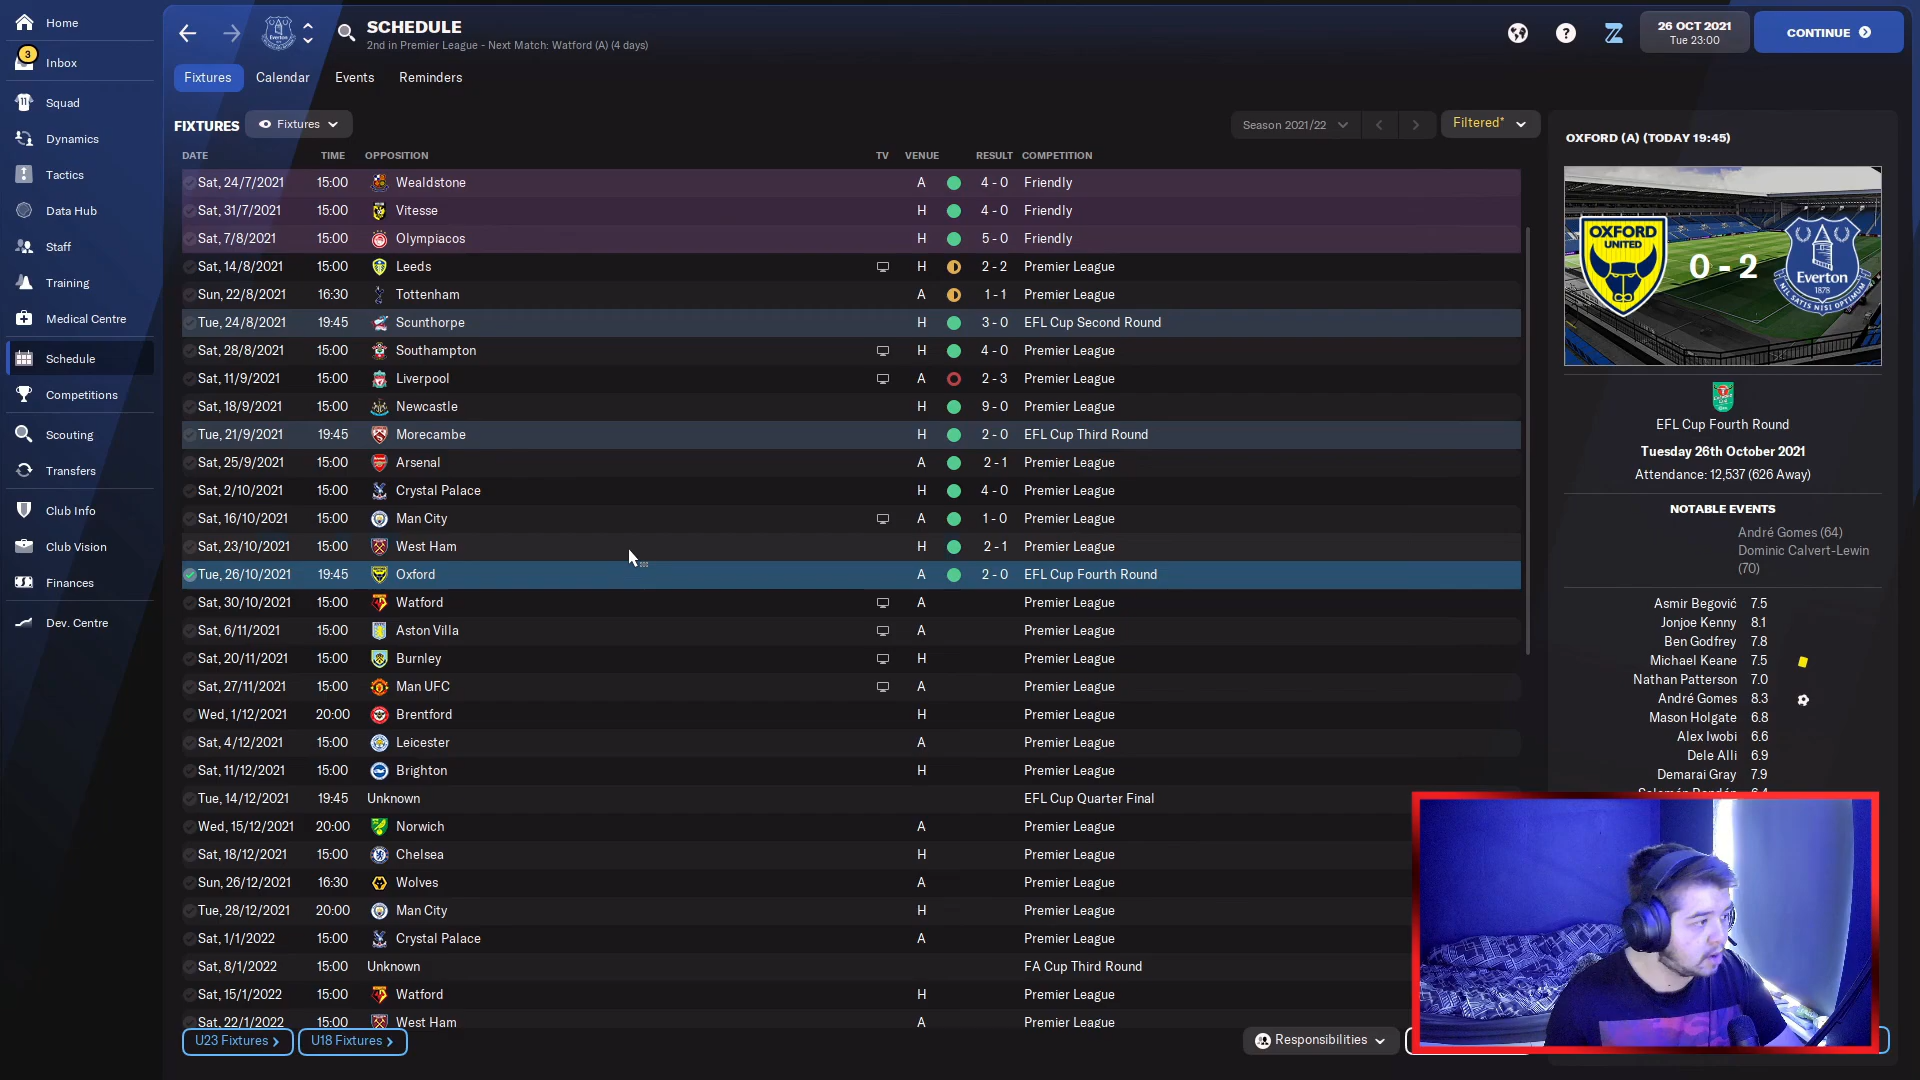 Home
3
Inbox
Squad
Dynamics
Tactics
Data Hub
Staff
Training
Medical Centre
Schedule
Competitions
Scouting
Transfers
Club Info
Club Vision
Finances
Dev. Centre
Everton
SCHEDULE
2nd in Premier League - Next Match: Watford (A) (4 days)
26 OCT 2021
Tue 23:00
CONTINUE
Fixtures Calendar Events Reminders
FIXTURES Fixtures
Season 2021/22 Filtered*
DATE TIME OPPOSITION TV VENUE RESULT COMPETITION
Sat, 24/7/2021 15:00 Wealdstone A 4 - 0 Friendly
Sat, 31/7/2021 15:00 Vitesse H 4 - 0 Friendly
Sat, 7/8/2021 15:00 Olympiacos H 5 - 0 Friendly
Sat, 14/8/2021 15:00 Leeds H 2 - 2 Premier League
Sun, 22/8/2021 16:30 Tottenham A 1 - 1 Premier League
Tue, 24/8/2021 19:45 Scunthorpe H 3 - 0 EFL Cup Second Round
Sat, 28/8/2021 15:00 Southampton H 4 - 0 Premier League
Sat, 11/9/2021 15:00 Liverpool A 2 - 3 Premier League
Sat, 18/9/2021 15:00 Newcastle H 9 - 0 Premier League
Tue, 21/9/2021 19:45 Morecambe H 2 - 0 EFL Cup Third Round
Sat, 25/9/2021 15:00 Arsenal A 2 - 1 Premier League
Sat, 2/10/2021 15:00 Crystal Palace H 4 - 0 Premier League
Sat, 16/10/2021 15:00 Man City A 1 - 0 Premier League
Sat, 23/10/2021 15:00 West Ham H 2 - 1 Premier League
Tue, 26/10/2021 19:45 Oxford A 2 - 0 EFL Cup Fourth Round
Sat, 30/10/2021 15:00 Watford A Premier League
Sat, 6/11/2021 15:00 Aston Villa A Premier League
Sat, 20/11/2021 15:00 Burnley H Premier League
Sat, 27/11/2021 15:00 Man UFC A Premier League
Wed, 1/12/2021 20:00 Brentford H Premier League
Sat, 4/12/2021 15:00 Leicester A Premier League
Sat, 11/12/2021 15:00 Brighton H Premier League
Tue, 14/12/2021 19:45 Unknown EFL Cup Quarter Final
Wed, 15/12/2021 20:00 Norwich A Premier League
Sat, 18/12/2021 15:00 Chelsea H Premier League
Sun, 26/12/2021 16:30 Wolves A Premier League
Tue, 28/12/2021 20:00 Man City H Premier League
Sat, 1/1/2022 15:00 Crystal Palace A Premier League
Sat, 8/1/2022 15:00 Unknown FA Cup Third Round
Sat, 15/1/2022 15:00 Watford H Premier League
Sat, 22/1/2022 15:00 West Ham A Premier League
U23 Fixtures U18 Fixtures
Responsibilities
OXFORD (A) (TODAY 19:45)
OXFORD UNITED
0 - 2
Everton
1878
NIL SATIS NISI OPTIMUM
EFL Cup Fourth Round
Tuesday 26th October 2021
Attendance: 12,537 (626 Away)
NOTABLE EVENTS
André Gomes (64)
Dominic Calvert-Lewin
(70)
Asmir Begović 7.5
Jonjoe Kenny 8.1
Ben Godfrey 7.8
Michael Keane 7.5
Nathan Patterson 7.0
André Gomes 8.3
Mason Holgate 6.8
Alex Iwobi 6.6
Dele Alli 6.9
Demarai Gray 7.9